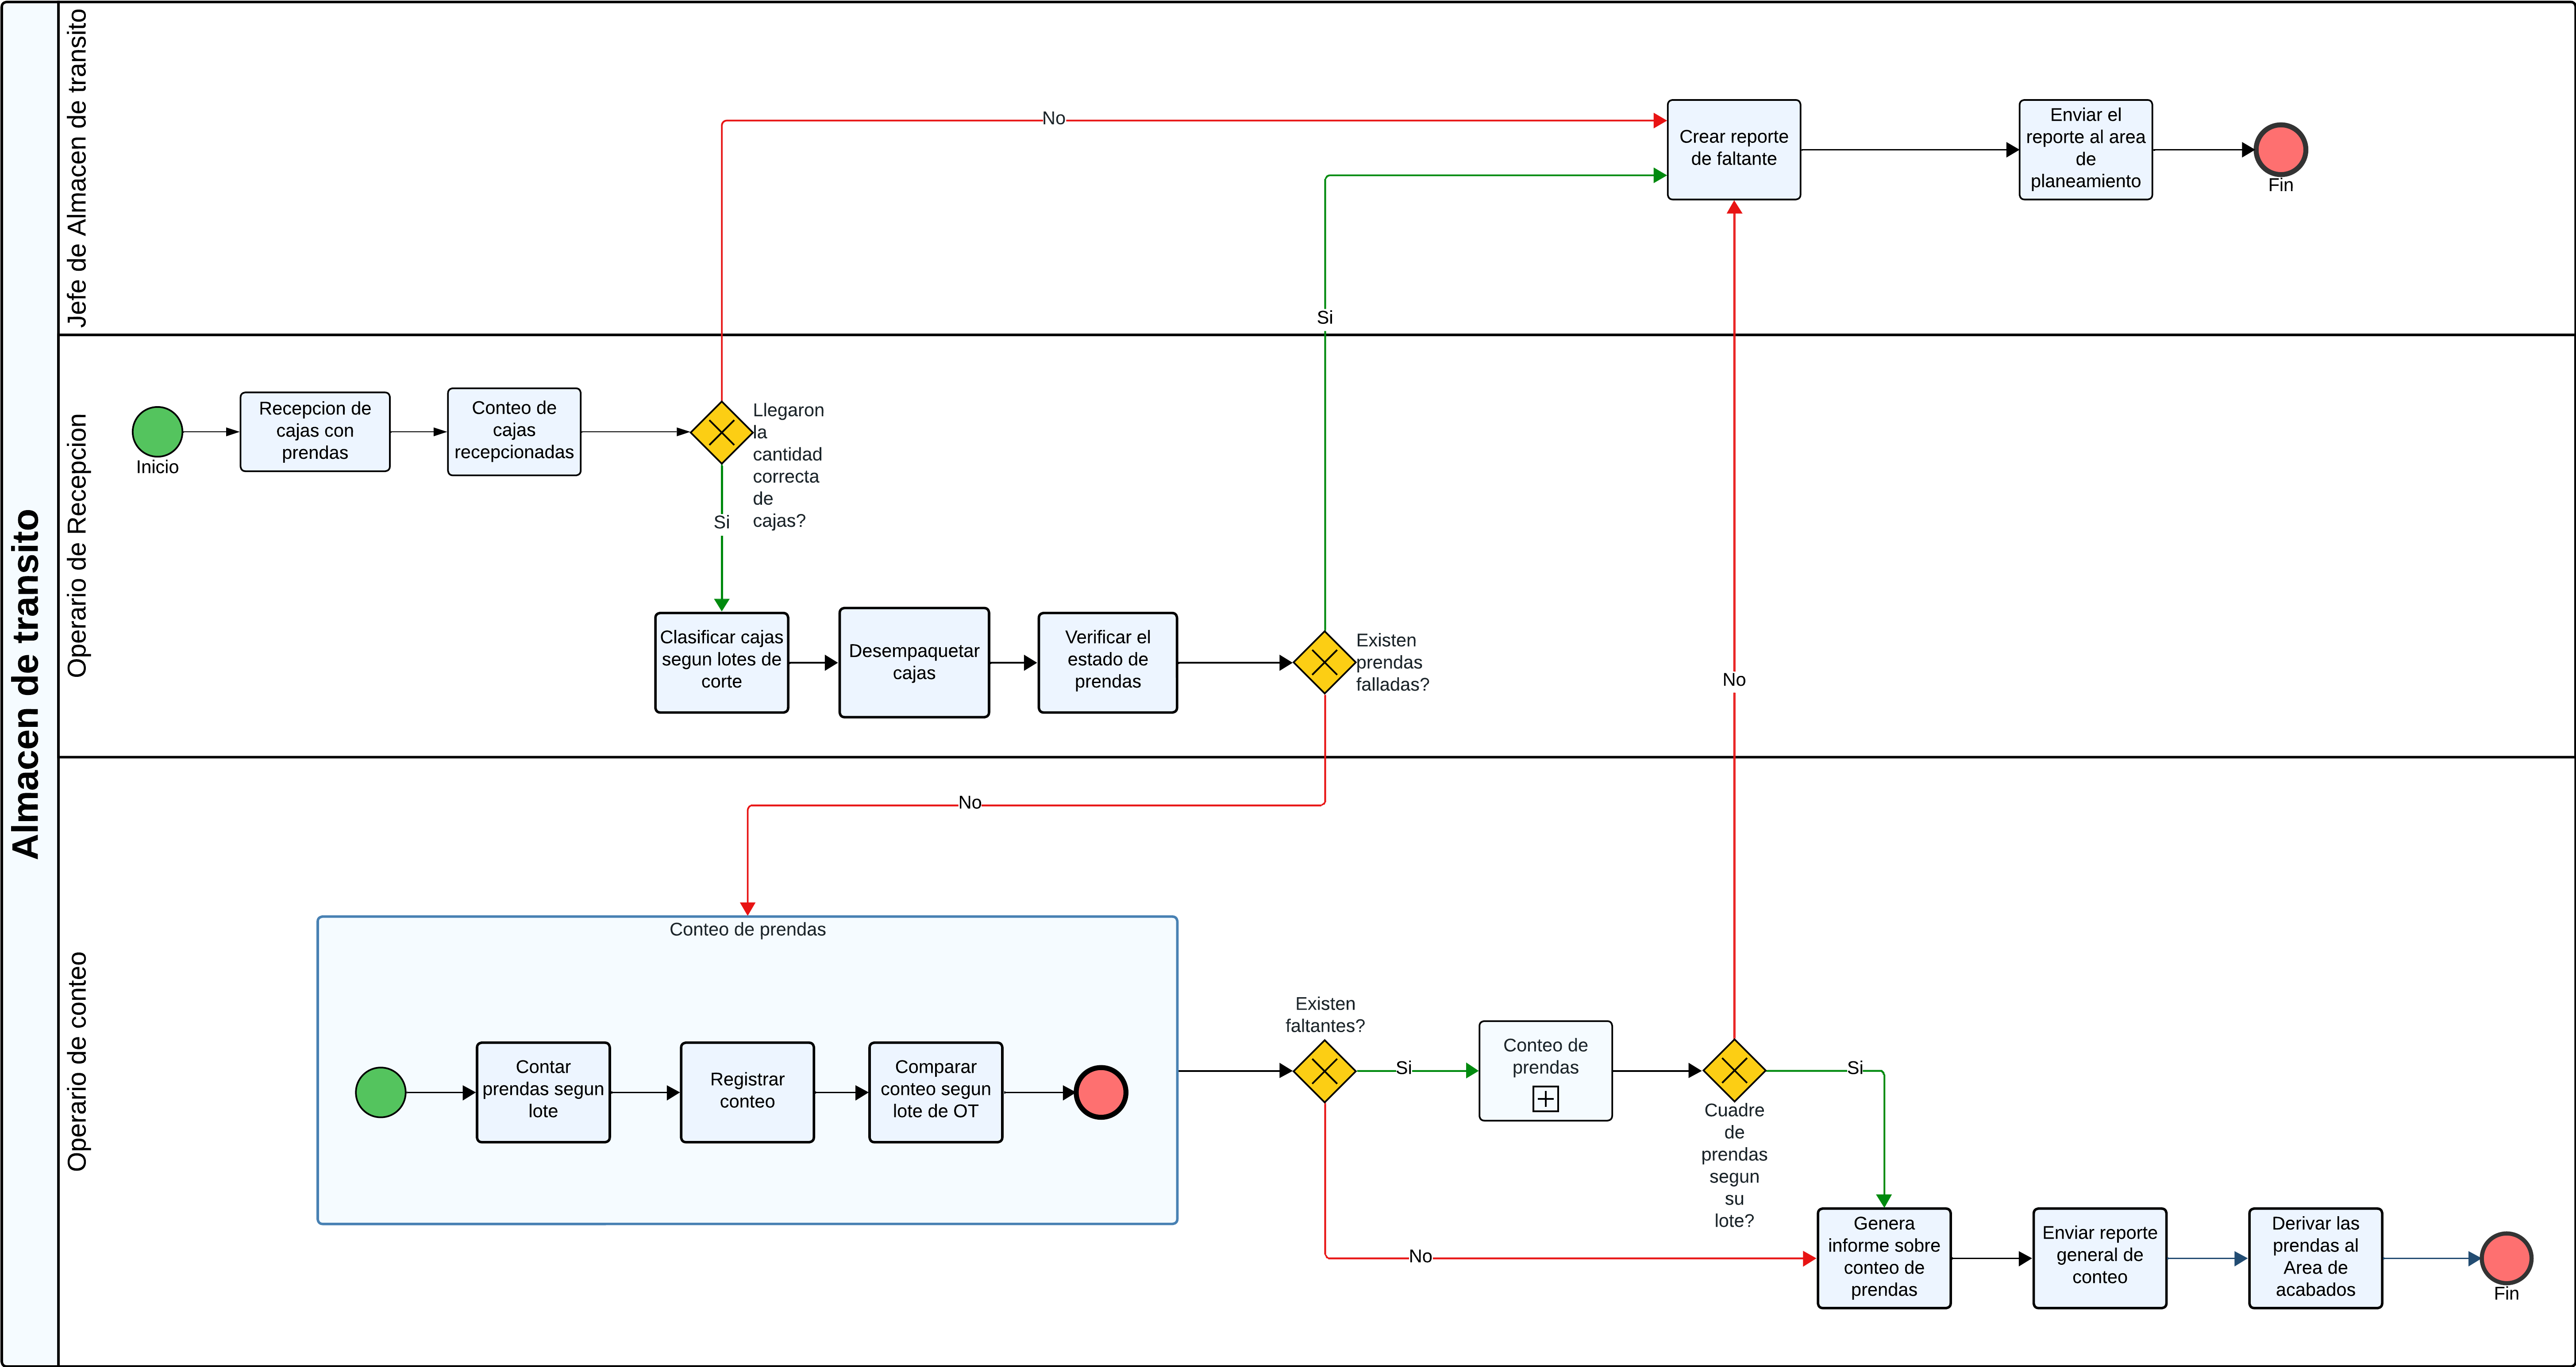 Almacen de transito
Jefe de Almacen de transito
No
Crear reporte
de faltante
Enviar el
reporte al area
de
planeamiento
Fin
Si
Operario de Recepcion
Inicio
Recepcion de
cajas con
prendas
Conteo de
cajas
recepcionadas
Llegaron
la
cantidad
correcta
de
cajas?
Si
Clasificar cajas
segun lotes de
corte
Desempaquetar
cajas
Verificar el
estado de
prendas
Existen
prendas
falladas?
No
Operario de conteo
No
Conteo de prendas
Contar
prendas segun
lote
Registrar
conteo
Comparar
conteo segun
lote de OT
Existen
faltantes?
Si
Conteo de
prendas
Cuadre
de
prendas
segun
su
lote?
Si
No
Genera
informe sobre
conteo de
prendas
Enviar reporte
general de
conteo
Derivar las
prendas al
Area de
acabados
Fin